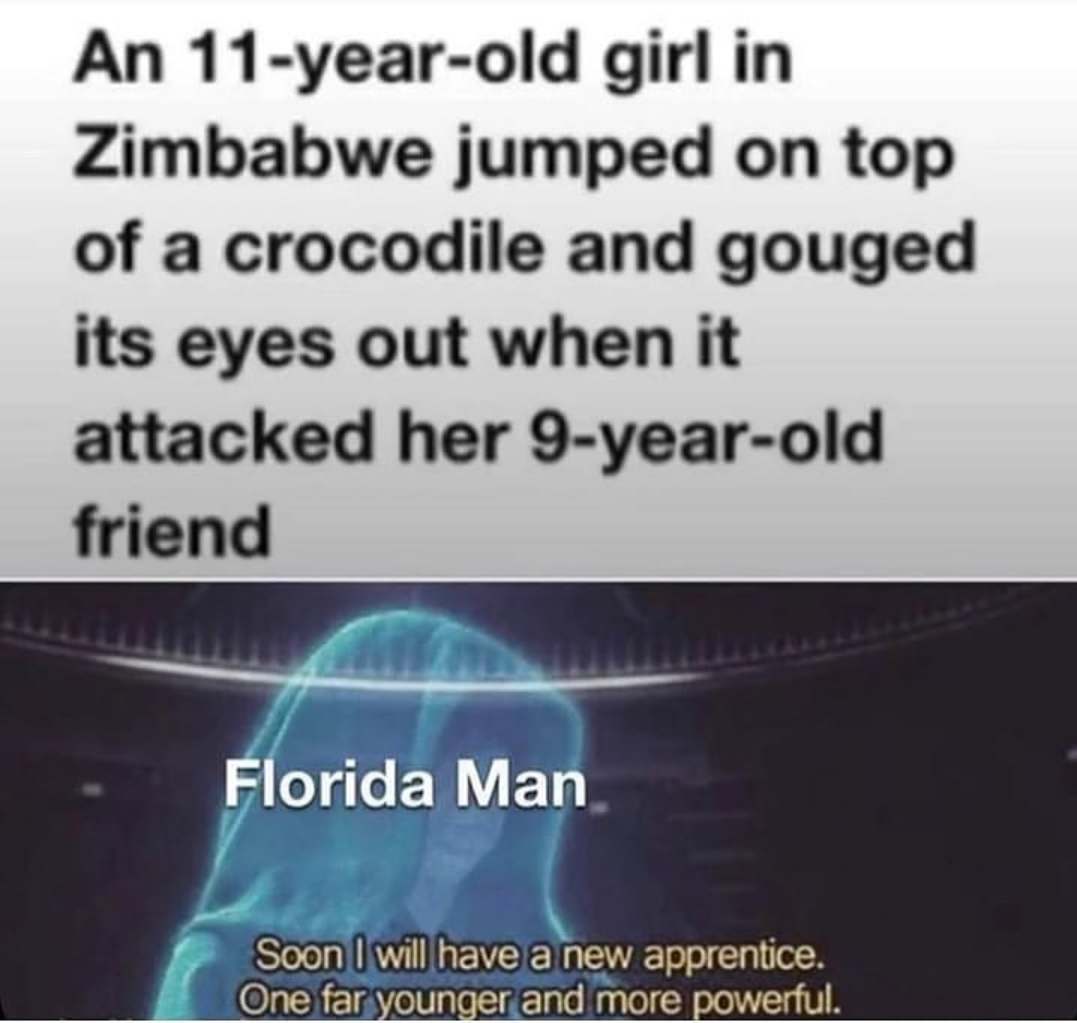 An 11-year-old girl in
Zimbabwe jumped on top
of a crocodile and gouged
its eyes out when it
attacked her 9-year-old
friend
Florida Man
Soon I will have a new apprentice.
One far younger and more powerful.